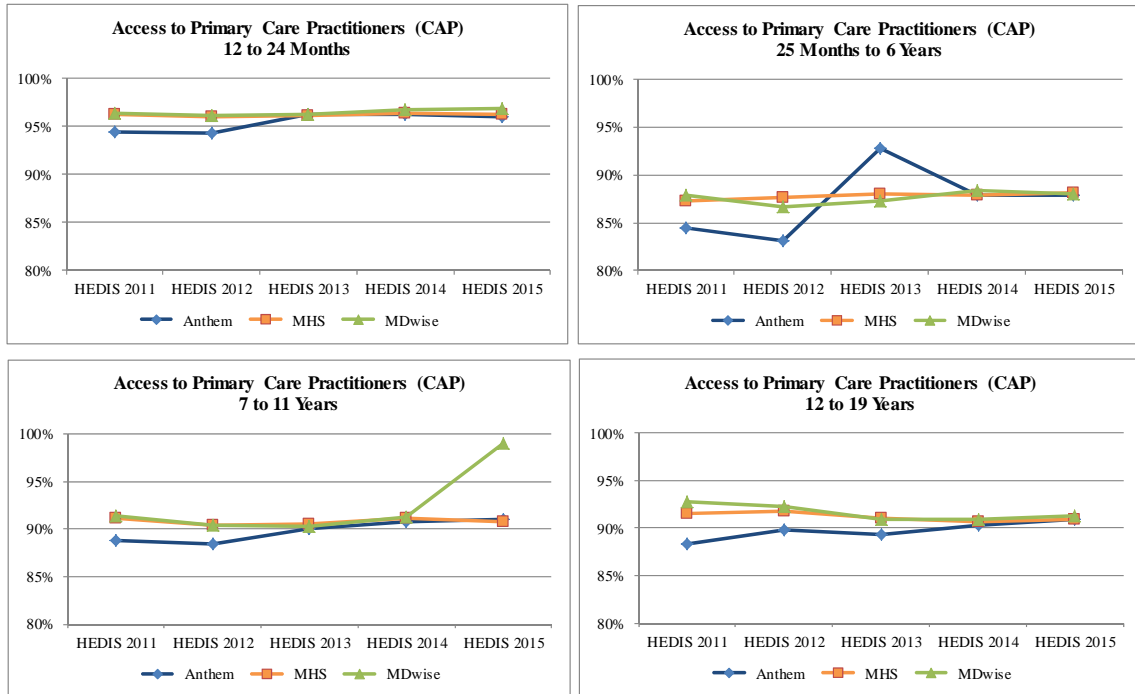 Access to Primary Care Practitioners (CAP)
12 to 24 Months
100%
95%
90%
85%
80%
HEDIS 2011 HEDIS 2012 HEDIS 2013 HEDIS 2014 HEDIS 2015
Anthem MHS MDwise
Access to Primary Care Practitioners (CAP)
25 Months to 6 Years
100%
95%
90%
85%
80%
HEDIS 2011 HEDIS 2012 HEDIS 2013 HEDIS 2014 HEDIS 2015
Anthem MHS MDwise
Access to Primary Care Practitioners (CAP)
7 to 11 Years
100%
95%
90%
85%
80%
HEDIS 2011 HEDIS 2012 HEDIS 2013 HEDIS 2014 HEDIS 2015
Anthem MHS MDwise
Access to Primary Care Practitioners (CAP)
12 to 19 Years
100%
95%
90%
85%
80%
HEDIS 2011 HEDIS 2012 HEDIS 2013 HEDIS 2014 HEDIS 2015
Anthem MHS MDwise